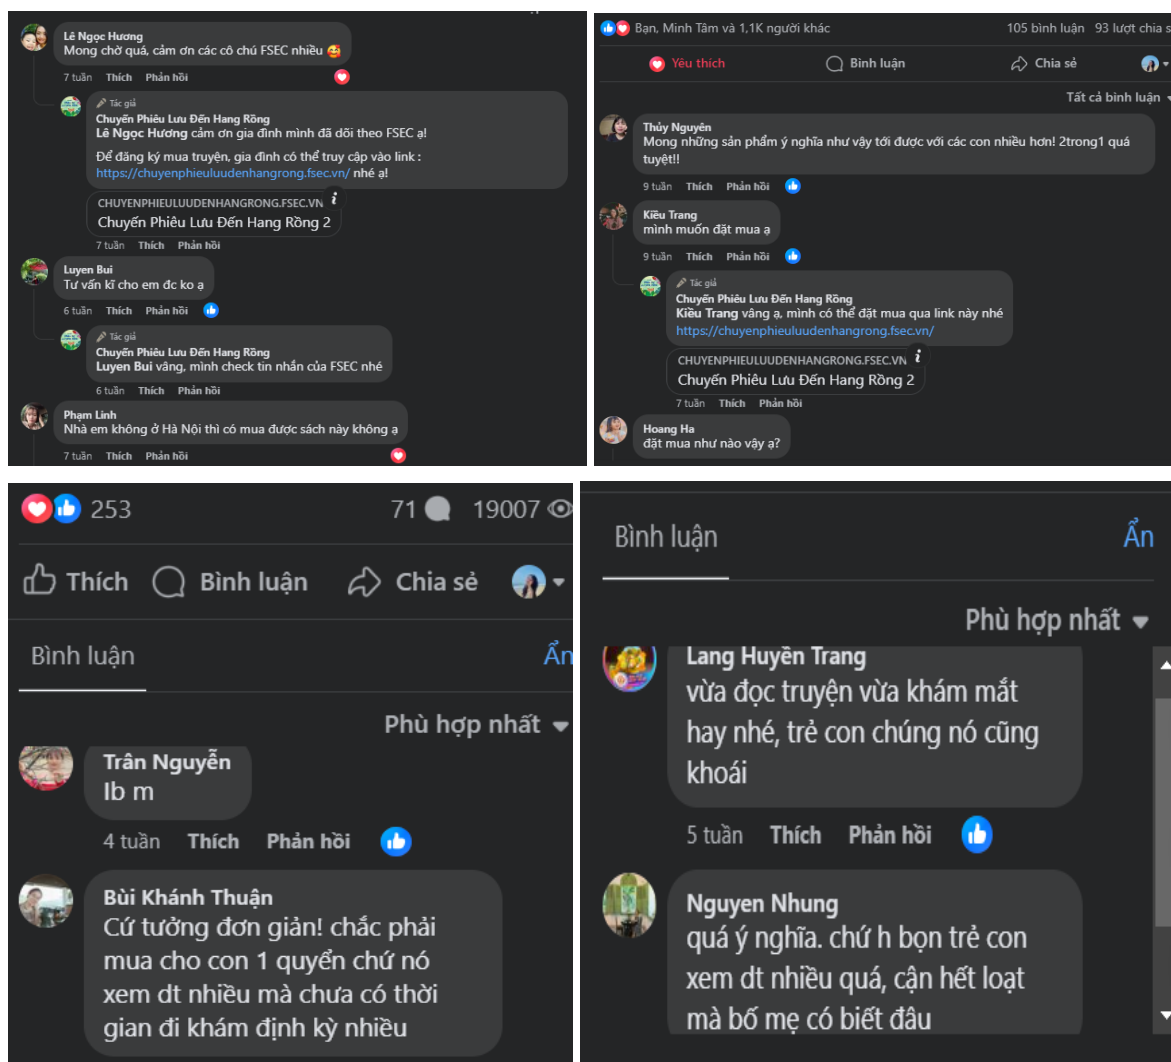 Lê Ngọc Hương
Mong chờ quá, cảm ơn các cô chú FSEC nhiều 🥰
7 tuần Thích Phản hồi
Tác giả
Chuyến Phiêu Lưu Đến Hang Rồng
Lê Ngọc Hương cảm ơn gia đình mình đã dõi theo FSEC ạ!
Để đăng ký mua truyện, gia đình có thể truy cập vào link :
https://chuyenphieuluudenhangrong.fsec.vn/ nhé ạ!
CHUYENPHIEULUUDENHANGRONG.FSEC.VN
Chuyến Phiêu Lưu Đến Hang Rồng 2
7 tuần Thích Phản hồi
Luyen Bui
Tư vấn kĩ cho em đc ko ạ
6 tuần Thích Phản hồi
Tác giả
Chuyến Phiêu Lưu Đến Hang Rồng
Luyen Bui vâng, mình check tin nhắn của FSEC nhé
6 tuần Thích Phản hồi
Phạm Linh
Nhà em không ở Hà Nội thì có mua được sách này không ạ
7 tuần Thích Phản hồi
Bạn, Minh Tâm và 1,1K người khác 105 bình luận 93 lượt chia s
Yêu thích Bình luận Chia sẻ
Tất cả bình luận
Thủy Nguyên
Mong những sản phẩm ý nghĩa như vậy tới được với các con nhiều hơn! 2trong1 quá
tuyệt!!
9 tuần Thích Phản hồi
Kiều Trang
mình muốn đặt mua ạ
9 tuần Thích Phản hồi
Tác giả
Chuyến Phiêu Lưu Đến Hang Rồng
Kiều Trang vâng ạ, mình có thể đặt mua qua link này nhé
https://chuyenphieuluudenhangrong.fsec.vn/
CHUYENPHIEULUUDENHANGRONG.FSEC.VN
Chuyến Phiêu Lưu Đến Hang Rồng 2
7 tuần Thích Phản hồi
Hoang Ha
đặt mua như nào vậy ạ?
253 71 19007
Thích Bình luận Chia sẻ
Bình luận Ẩn
Phù hợp nhất
Trân Nguyễn
Ib m
4 tuần Thích Phản hồi
Bùi Khánh Thuận
Cứ tưởng đơn giản! chắc phải
mua cho con 1 quyển chứ nó
xem dt nhiều mà chưa có thời
gian đi khám định kỳ nhiều
Bình luận Ẩn
Phù hợp nhất
Lang Huyền Trang
vừa đọc truyện vừa khám mắt
hay nhé, trẻ con chúng nó cũng
khoái
5 tuần Thích Phản hồi
Nguyen Nhung
quá ý nghĩa. chứ h bọn trẻ con
xem dt nhiều quá, cận hết loạt
mà bố mẹ có biết đâu